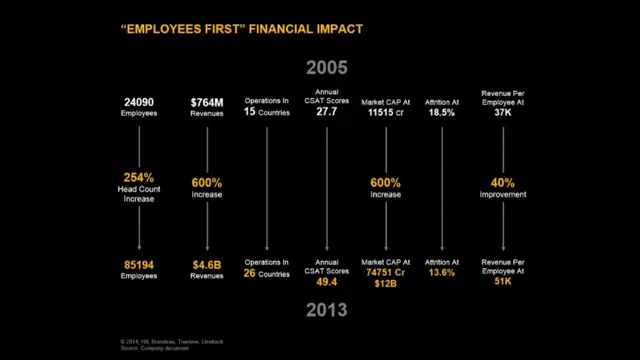 “EMPLOYEES FIRST” FINANCIAL IMPACT
2005
24090
Employees
$764M
Revenues
Operations In
15 Countries
Annual
CSAT Scores
27.7
Market CAP At
11515 Cr
Attrition At
18.5%
Revenue Per
Employee At
37K
254%
Head Count
Increase
600%
Increase
600%
Increase
40%
Improvement
85194
Employees
$4.6B
Revenues
Operations In
26 Countries
Annual
CSAT Scores
49.4
Market CAP At
74751 Cr
$12B
Attrition At
13.6%
Revenue Per
Employee At
51K
2013
© 2014, Hill, Brandeau, Truelove, Lineback
Source: Company document